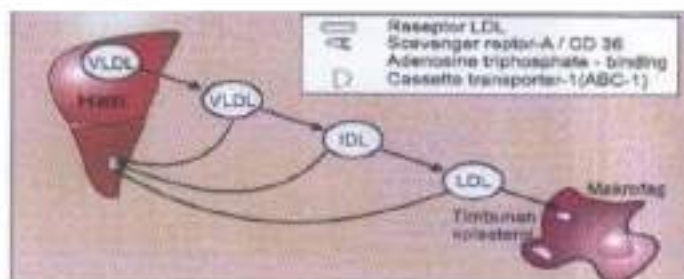 Reseptor LDL
Scavenger reptor-A / CD 36
Adenosine triphosphate - binding
Cassette transporter-1(ABC-1)
VLDL
Hati
VLDL
IDL
LDL
Makrofag
Timbunan
kolesterol